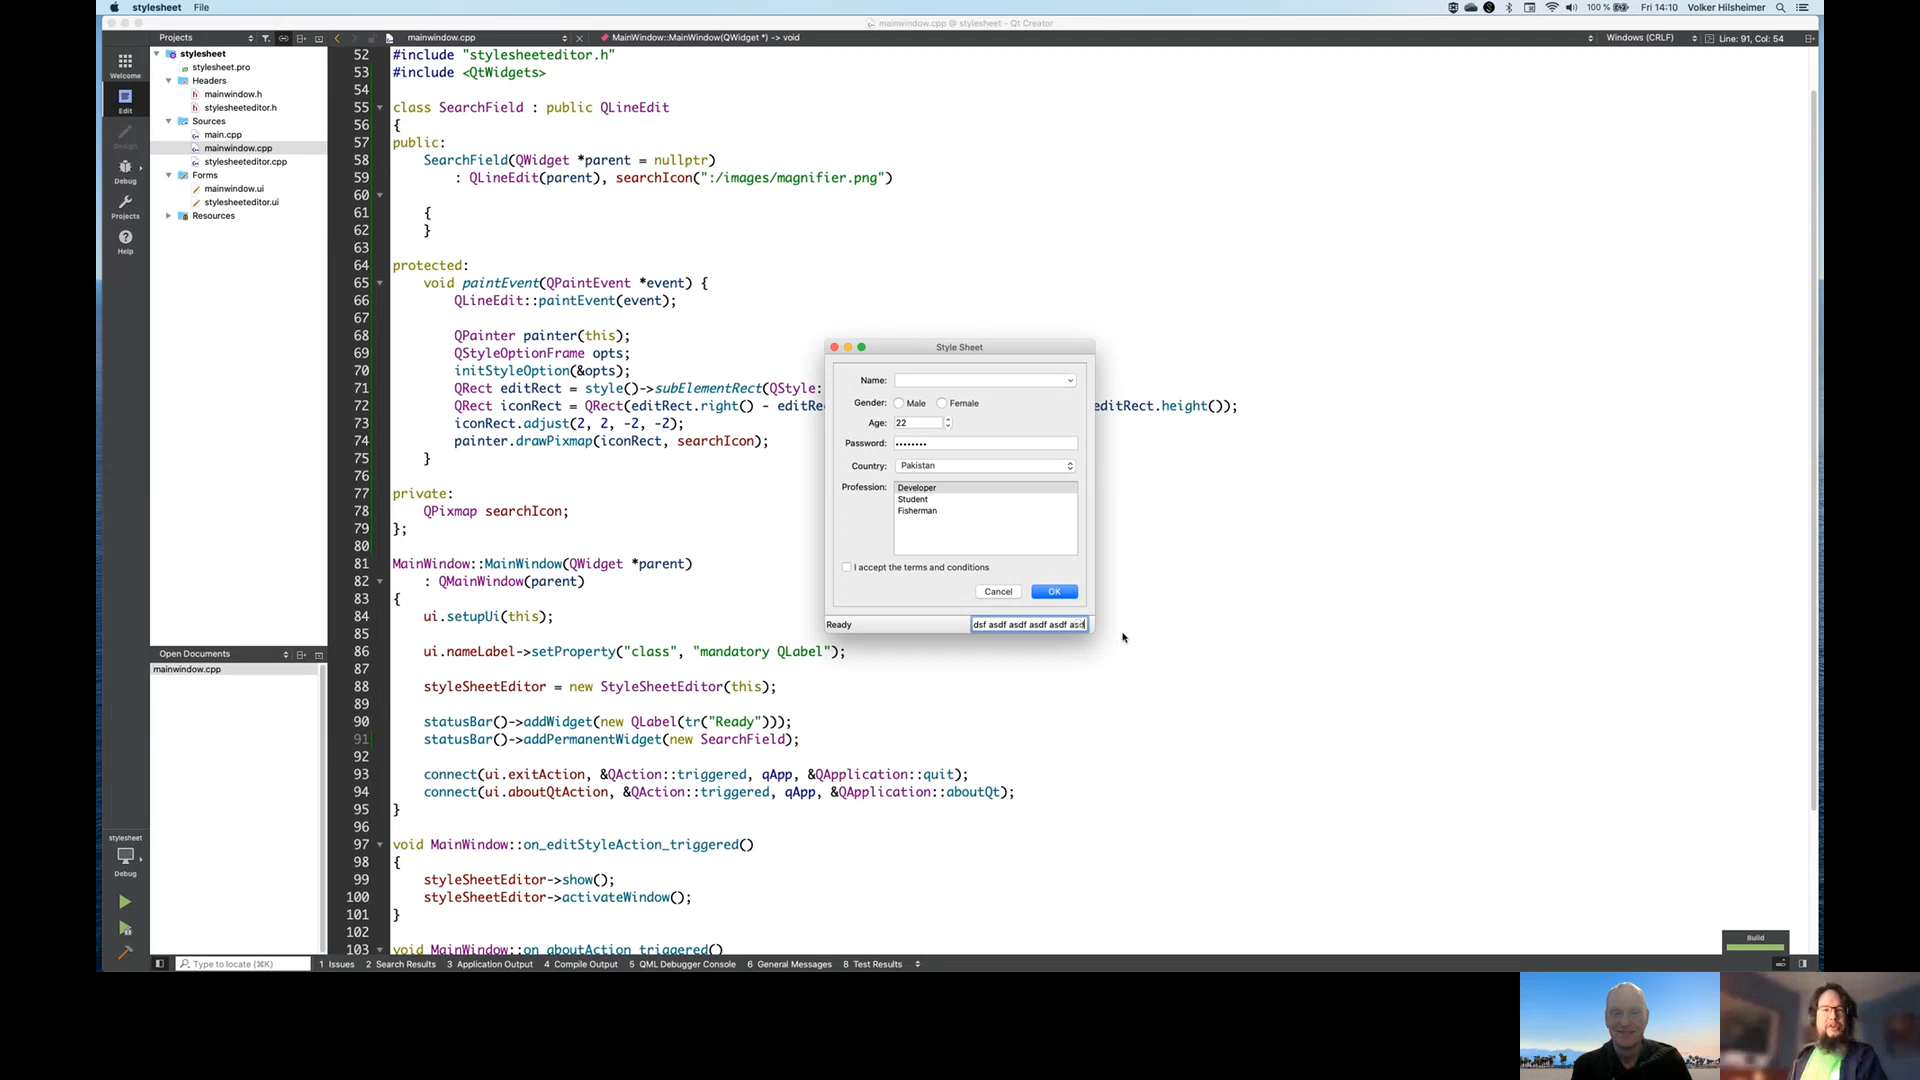 stylesheet File
100 % Fri 14:10 Volker Hilsheimer
mainwindow.cpp @ stylesheet - Qt Creator
Projects
mainwindow.cpp
MainWindow::MainWindow(QWidget *) -> void
Windows (CRLF)
Line: 91, Col: 54
Welcome
Edit
Design
Debug
Projects
Help
stylesheet
stylesheet.pro
Headers
mainwindow.h
stylesheeteditor.h
Sources
main.cpp
mainwindow.cpp
stylesheeteditor.cpp
Forms
mainwindow.ui
stylesheeteditor.ui
Resources
Open Documents
mainwindow.cpp
stylesheet
Debug
52 #include "stylesheeteditor.h"
53 #include <QtWidgets>
54
55 class SearchField : public QLineEdit
56 {
57 public:
58 SearchField(QWidget *parent = nullptr)
59 : QLineEdit(parent), searchIcon(":/images/magnifier.png")
60
61 {
62 }
63
64 protected:
65 void paintEvent(QPaintEvent *event) {
66 QLineEdit::paintEvent(event);
67
68 QPainter painter(this);
69 QStyleOptionFrame opts;
70 initStyleOption(&opts);
71 QRect editRect = style()->subElementRect(QStyle:
72 QRect iconRect = QRect(editRect.right() - editRe editRect.height());
73 iconRect.adjust(2, 2, -2, -2);
74 painter.drawPixmap(iconRect, searchIcon);
75 }
76
77 private:
78 QPixmap searchIcon;
79 };
80
81 MainWindow::MainWindow(QWidget *parent)
82 : QMainWindow(parent)
83 {
84 ui.setupUi(this);
85
86 ui.nameLabel->setProperty("class", "mandatory QLabel");
87
88 styleSheetEditor = new StyleSheetEditor(this);
89
90 statusBar()->addWidget(new QLabel(tr("Ready")));
91 statusBar()->addPermanentWidget(new SearchField);
92
93 connect(ui.exitAction, &QAction::triggered, qApp, &QApplication::quit);
94 connect(ui.aboutQtAction, &QAction::triggered, qApp, &QApplication::aboutQt);
95 }
96
97 void MainWindow::on_editStyleAction_triggered()
98 {
99 styleSheetEditor->show();
100 styleSheetEditor->activateWindow();
101 }
102
103 void MainWindow::on_aboutAction_triggered()
Style Sheet
Name:
Gender: Male Female
Age: 22
Password: ••••••••
Country: Pakistan
Profession: Developer
Student
Fisherman
I accept the terms and conditions
Cancel OK
Ready dsf asdf asdf asdf asdf asd
Build
Type to locate (⌘K)
1 Issues 2 Search Results 3 Application Output 4 Compile Output 5 QML Debugger Console 6 General Messages 8 Test Results